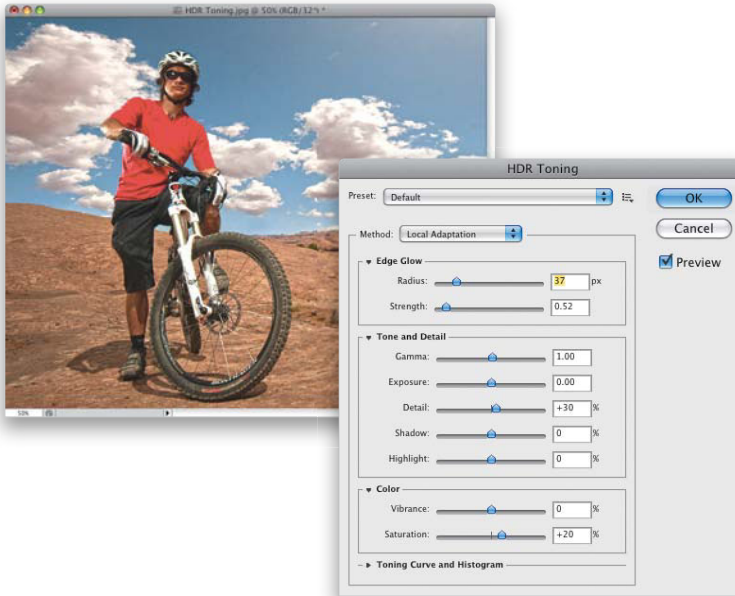 HDR Toning.jpg @ 50% (RGB/32*) *
50%
HDR Toning
Preset: Default
OK
Method: Local Adaptation
Cancel
Preview
Edge Glow
Radius: 37 px
Strength: 0.52
Tone and Detail
Gamma: 1.00
Exposure: 0.00
Detail: +30 %
Shadow: 0 %
Highlight: 0 %
Color
Vibrance: 0 %
Saturation: +20 %
Toning Curve and Histogram